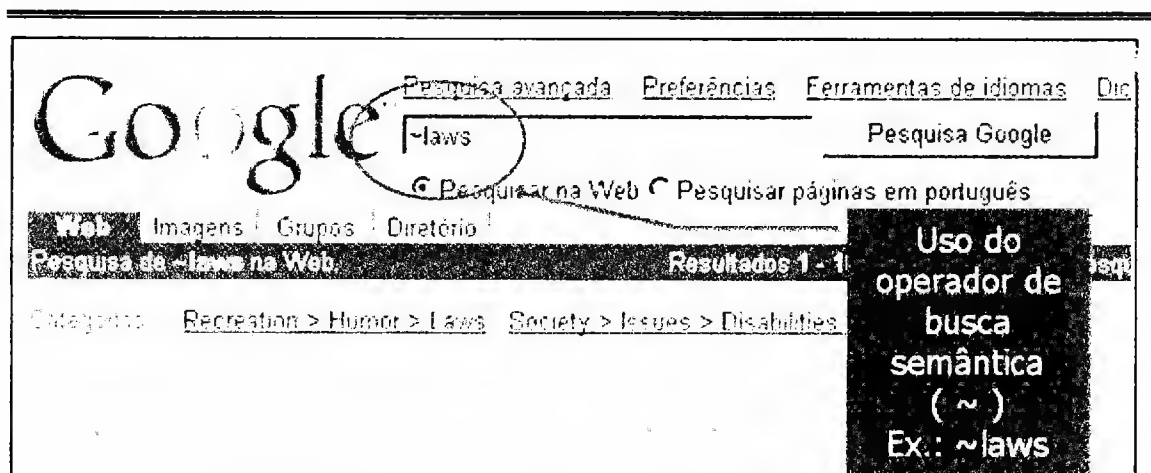 Google
Pesquisa avançada Preferências Ferramentas de idiomas Dic
~laws Pesquisa Google
Pesquisar na Web Pesquisar páginas em português
Web Imagens Grupos Diretório
Pesquisa de ~laws na Web. Resultados 1 - 1
Categorias: Recreation > Humor > Laws Society > Issues > Disabilities
Uso do
operador de
busca
semântica
( ~ )
Ex.: ~laws